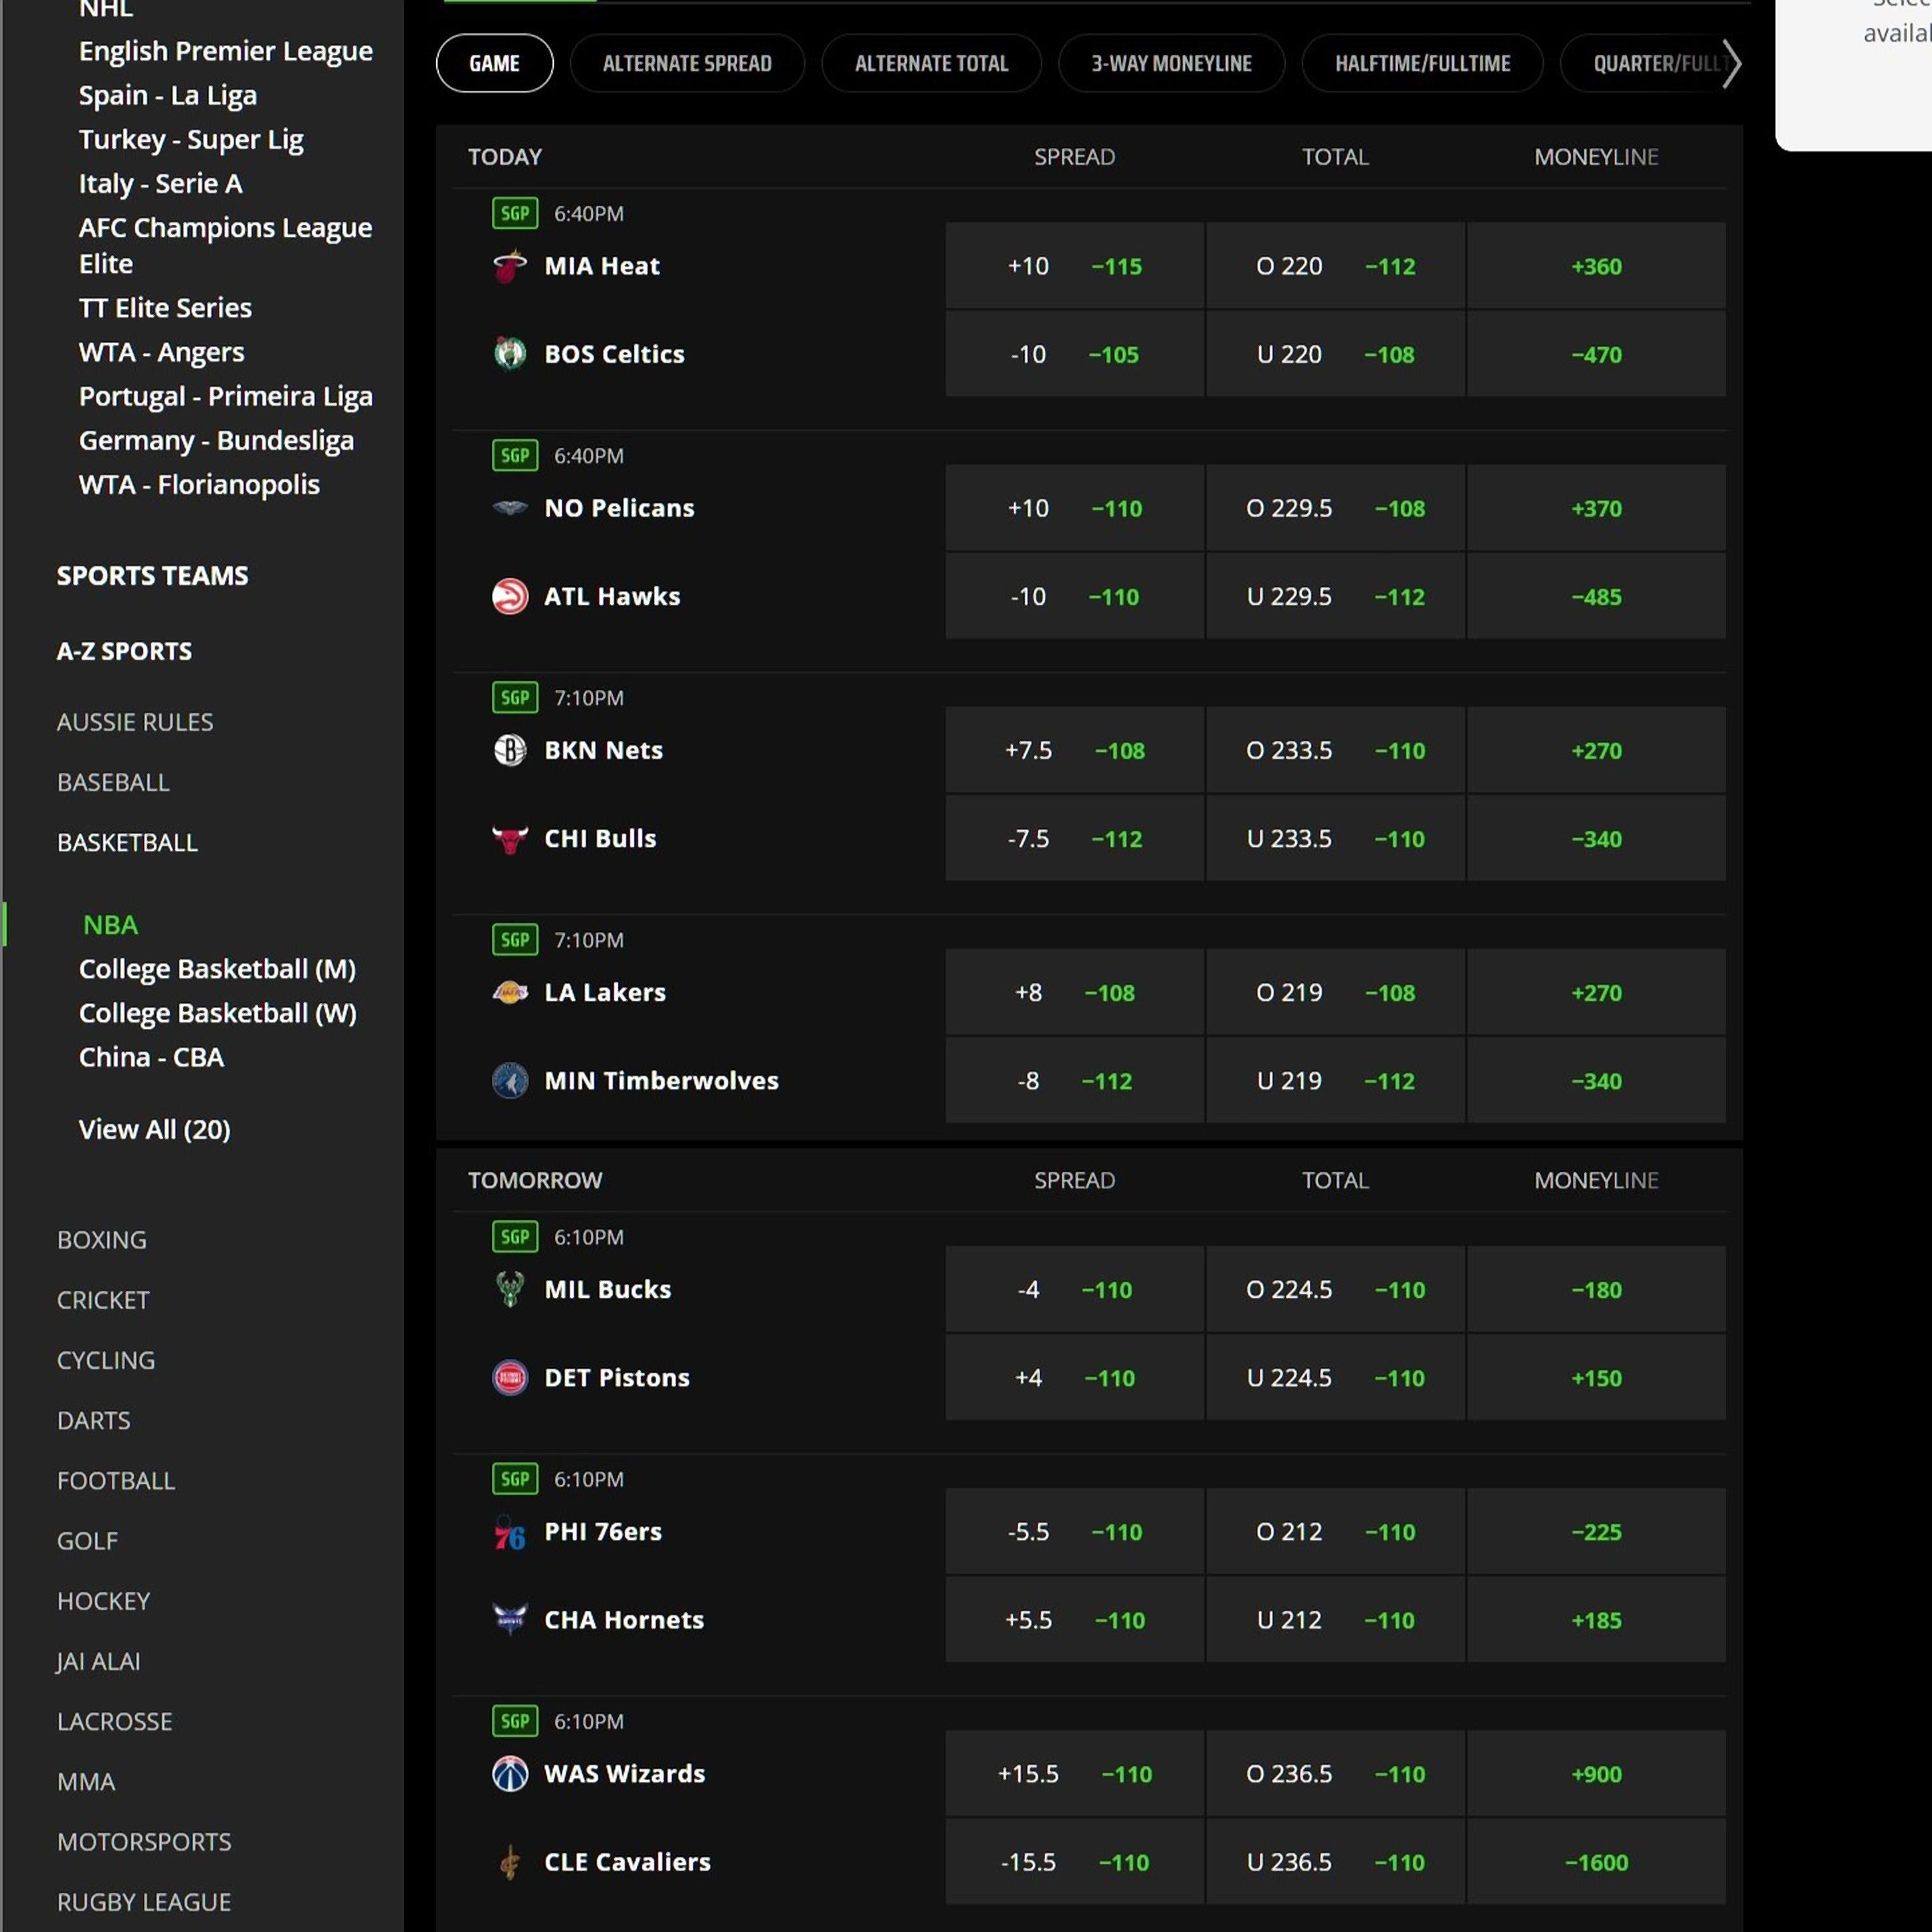 NHL
English Premier League
Spain - La Liga
Turkey - Super Lig
Italy - Serie A
AFC Champions League
Elite
TT Elite Series
WTA - Angers
Portugal - Primeira Liga
Germany - Bundesliga
WTA - Florianopolis
SPORTS TEAMS
A-Z SPORTS
AUSSIE RULES
BASEBALL
BASKETBALL
NBA
College Basketball (M)
College Basketball (W)
China - CBA
View All (20)
BOXING
CRICKET
CYCLING
DARTS
FOOTBALL
GOLF
HOCKEY
JAI ALAI
LACROSSE
MMA
MOTORSPORTS
RUGBY LEAGUE
GAME ALTERNATE SPREAD ALTERNATE TOTAL 3-WAY MONEYLINE HALFTIME/FULLTIME QUARTER/FULLT
TODAY SPREAD TOTAL MONEYLINE
SGP 6:40PM
MIA Heat +10 −115 O 220 −112 +360
BOS Celtics -10 −105 U 220 −108 −470
SGP 6:40PM
NO Pelicans +10 −110 O 229.5 −108 +370
ATL Hawks -10 −110 U 229.5 −112 −485
SGP 7:10PM
BKN Nets +7.5 −108 O 233.5 −110 +270
CHI Bulls -7.5 −112 U 233.5 −110 −340
SGP 7:10PM
LA Lakers +8 −108 O 219 −108 +270
MIN Timberwolves -8 −112 U 219 −112 −340
TOMORROW SPREAD TOTAL MONEYLINE
SGP 6:10PM
MIL Bucks -4 −110 O 224.5 −110 −180
DET Pistons +4 −110 U 224.5 −110 +150
SGP 6:10PM
PHI 76ers -5.5 −110 O 212 −110 −225
CHA Hornets +5.5 −110 U 212 −110 +185
SGP 6:10PM
WAS Wizards +15.5 −110 O 236.5 −110 +900
CLE Cavaliers -15.5 −110 U 236.5 −110 −1600